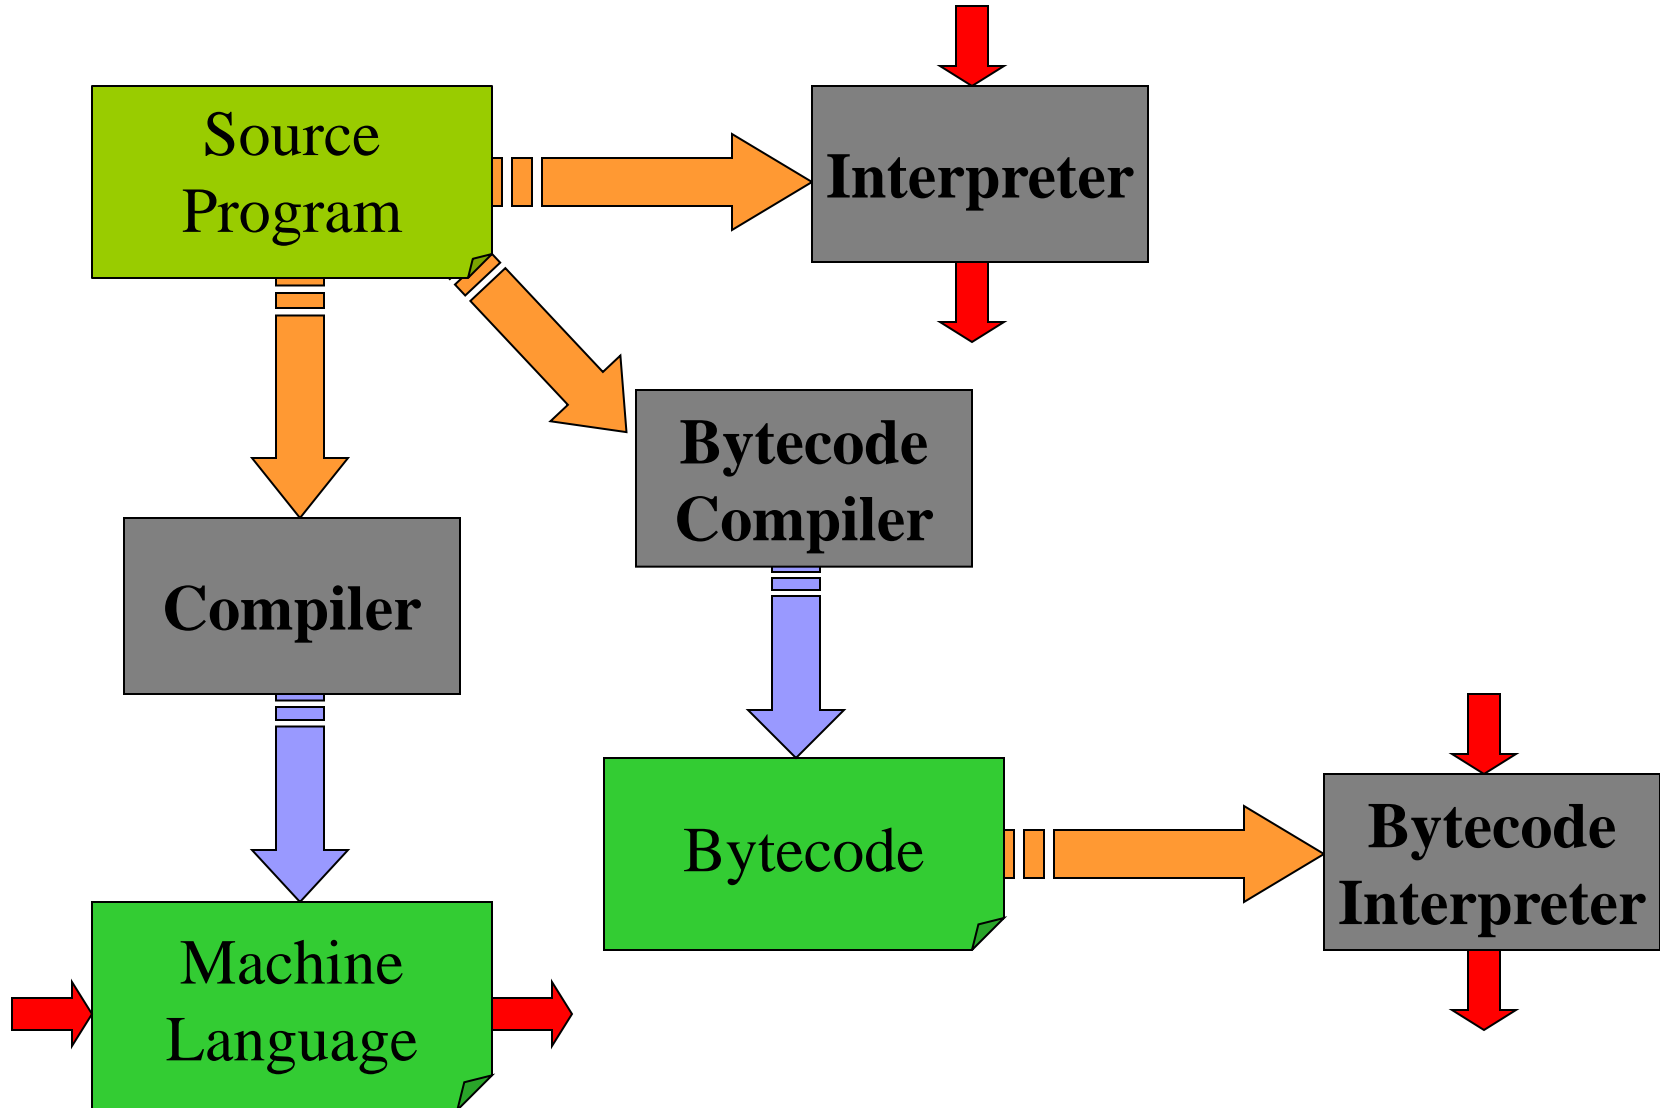 Source
Program
Interpreter
Bytecode
Compiler
Compiler
Bytecode
Bytecode
Interpreter
Machine
Language